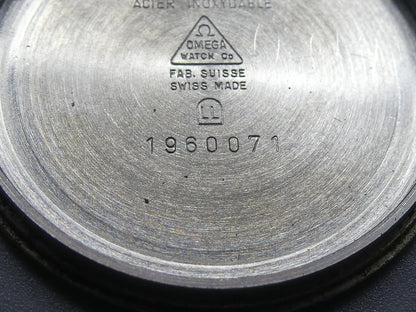 ACIER INOXYDABLE
Ω
OMEGA
WATCH Co
FAB. SUISSE
SWISS MADE
1960071